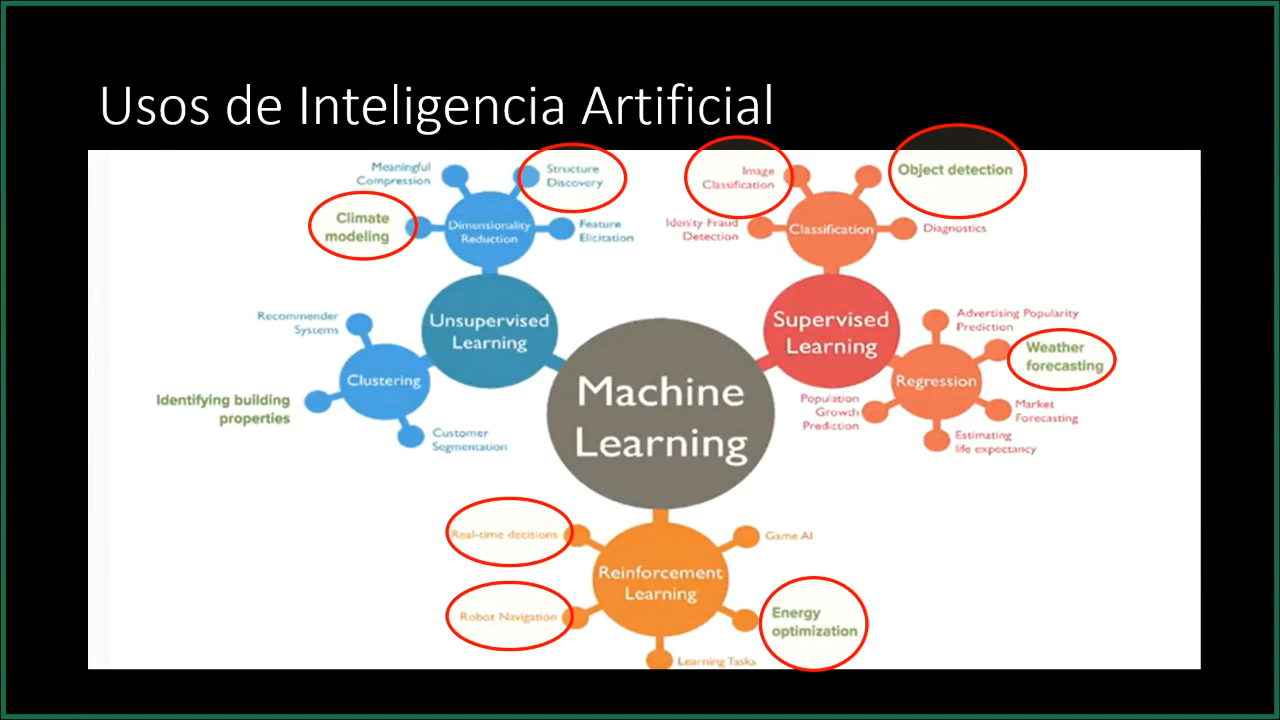 Usos de Inteligencia Artificial
Meaningful
Compression
Structure
Discovery
Climate
modeling
Dimensionality
Reduction
Feature
Elicitation
Image
Classification
Object detection
Idenity Fraud
Detection
Classification
Diagnostics
Recommender
Systems
Unsupervised
Learning
Supervised
Learning
Advertising Popularity
Prediction
Weather
forecasting
Clustering
Identifying building
properties
Customer
Segmentation
Machine
Learning
Regression
Population
Growth
Prediction
Market
Forecasting
Estimating
life expectancy
Real-time decisions
Game AI
Reinforcement
Learning
Robot Navigation
Energy
optimization
Learning Tasks